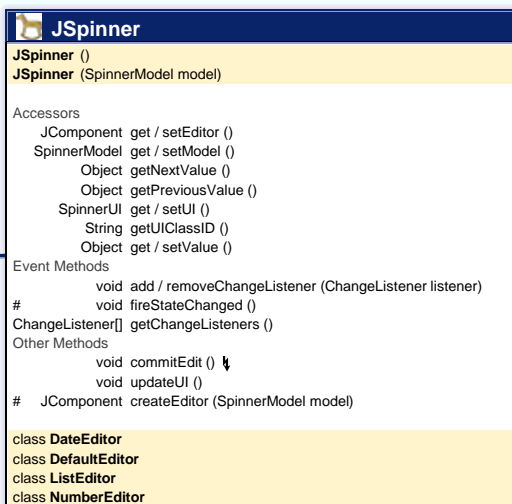 JSpinner
JSpinner ()
JSpinner (SpinnerModel model)
Accessors
JComponent get / setEditor ()
SpinnerModel get / setModel ()
Object getNextValue ()
Object getPreviousValue ()
SpinnerUI get / setUI ()
String getUIClassID ()
Object get / setValue ()
Event Methods
void add / removeChangeListener (ChangeListener listener)
# void fireStateChanged ()
ChangeListener[] getChangeListeners ()
Other Methods
void commitEdit ()
void updateUI ()
# JComponent createEditor (SpinnerModel model)
class DateEditor
class DefaultEditor
class ListEditor
class NumberEditor